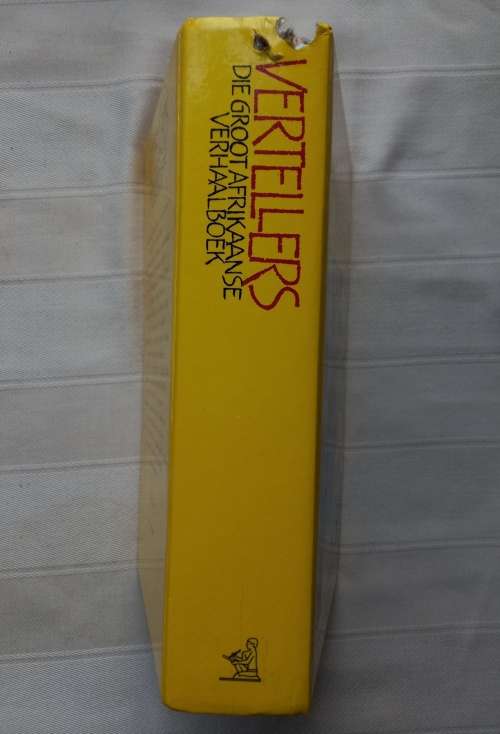 VERTELLERS
DIE GROOT AFRIKAANSE
VERHAALBOEK